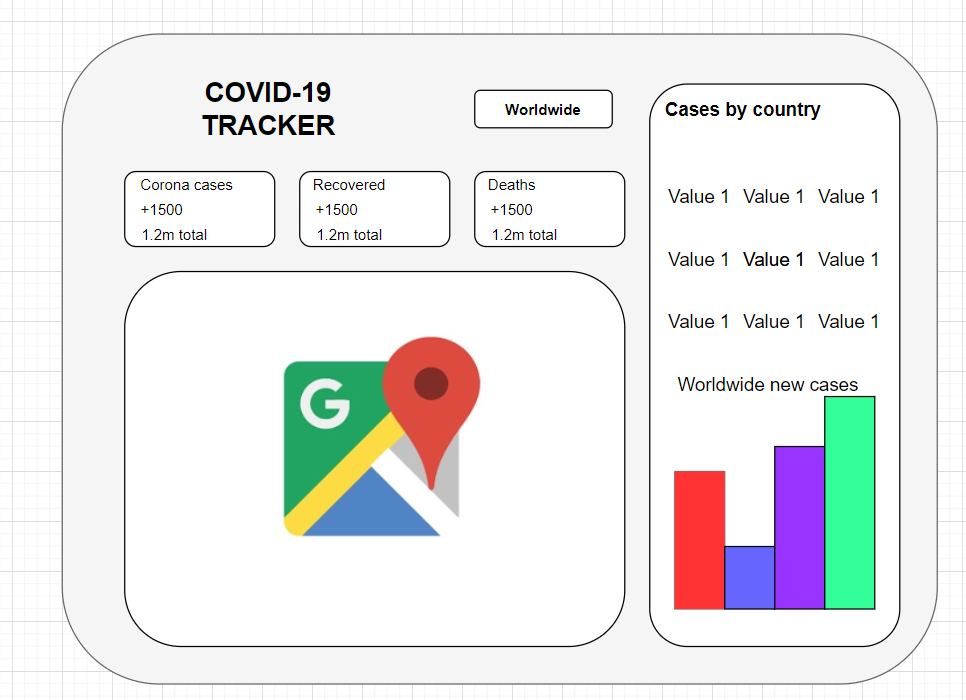 COVID-19
TRACKER
Worldwide
Corona cases
+1500
1.2m total
Recovered
+1500
1.2m total
Deaths
+1500
1.2m total
G
Cases by country
Value 1 Value 1 Value 1
Value 1 Value 1 Value 1
Value 1 Value 1 Value 1
Worldwide new cases